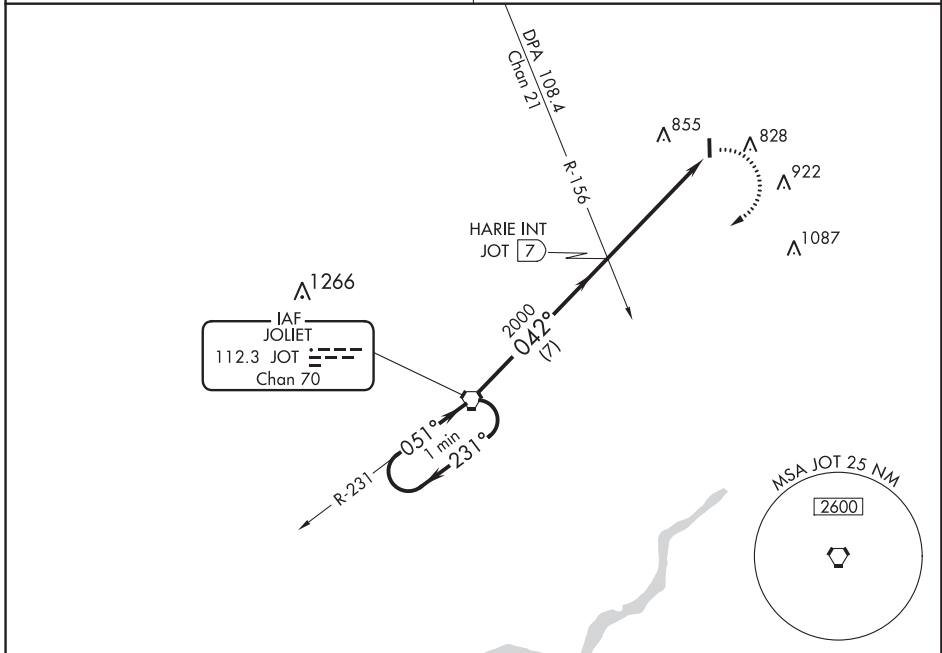 DPA 108.4
Chan 21
R-156
855
828
922
1087
HARIE INT
JOT 7
1266
IAF
JOLIET
112.3 JOT
Chan 70
2000
042°
(7)
051°
1 min
231°
R-231
MSA JOT 25 NM
2600